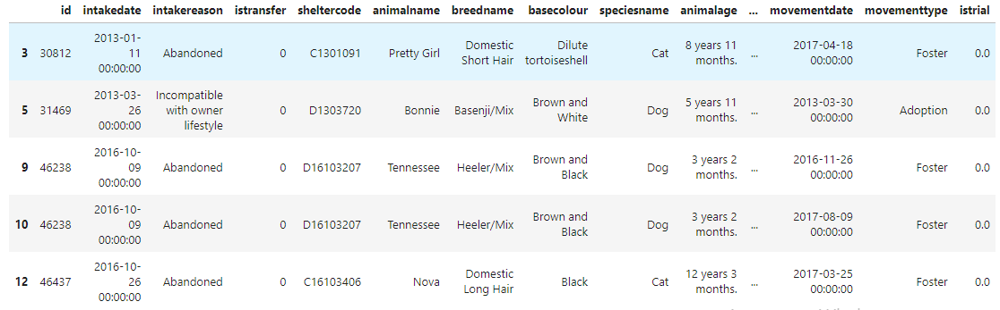 id intakedate intakereason istransfer sheltercode animalname breedname basecolour speciesname animalage ... movementdate movementtype istrial
3 30812 2013-01-11 00:00:00 Abandoned 0 C1301091 Pretty Girl Domestic Short Hair Dilute tortoiseshell Cat 8 years 11 months. ... 2017-04-18 00:00:00 Foster 0.0
5 31469 2013-03-26 00:00:00 Incompatible with owner lifestyle 0 D1303720 Bonnie Basenji/Mix Brown and White Dog 5 years 11 months. ... 2013-03-30 00:00:00 Adoption 0.0
9 46238 2016-10-09 00:00:00 Abandoned 0 D16103207 Tennessee Heeler/Mix Brown and Black Dog 3 years 2 months. ... 2016-11-26 00:00:00 Foster 0.0
10 46238 2016-10-09 00:00:00 Abandoned 0 D16103207 Tennessee Heeler/Mix Brown and Black Dog 3 years 2 months. ... 2017-08-09 00:00:00 Foster 0.0
12 46437 2016-10-26 00:00:00 Abandoned 0 C16103406 Nova Domestic Long Hair Black Cat 12 years 3 months. ... 2017-03-25 00:00:00 Foster 0.0